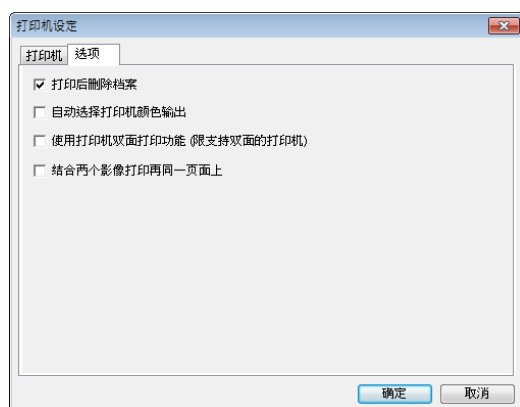 打印机设定
打印机 选项
打印后删除档案
自动选择打印机颜色输出
使用打印机双面打印功能 (限支持双面的打印机)
结合两个影像打印再同一页面上
确定 取消